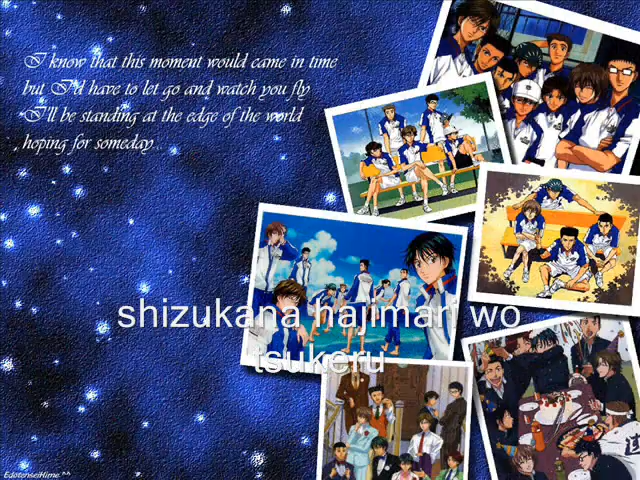 I know that this moment would came in time
but I'd have to let go and watch you fly
I'll be standing at the edge of the world
hoping for someday
shizukana hajimari wo
tsukeru
EdotenseiHime ^^